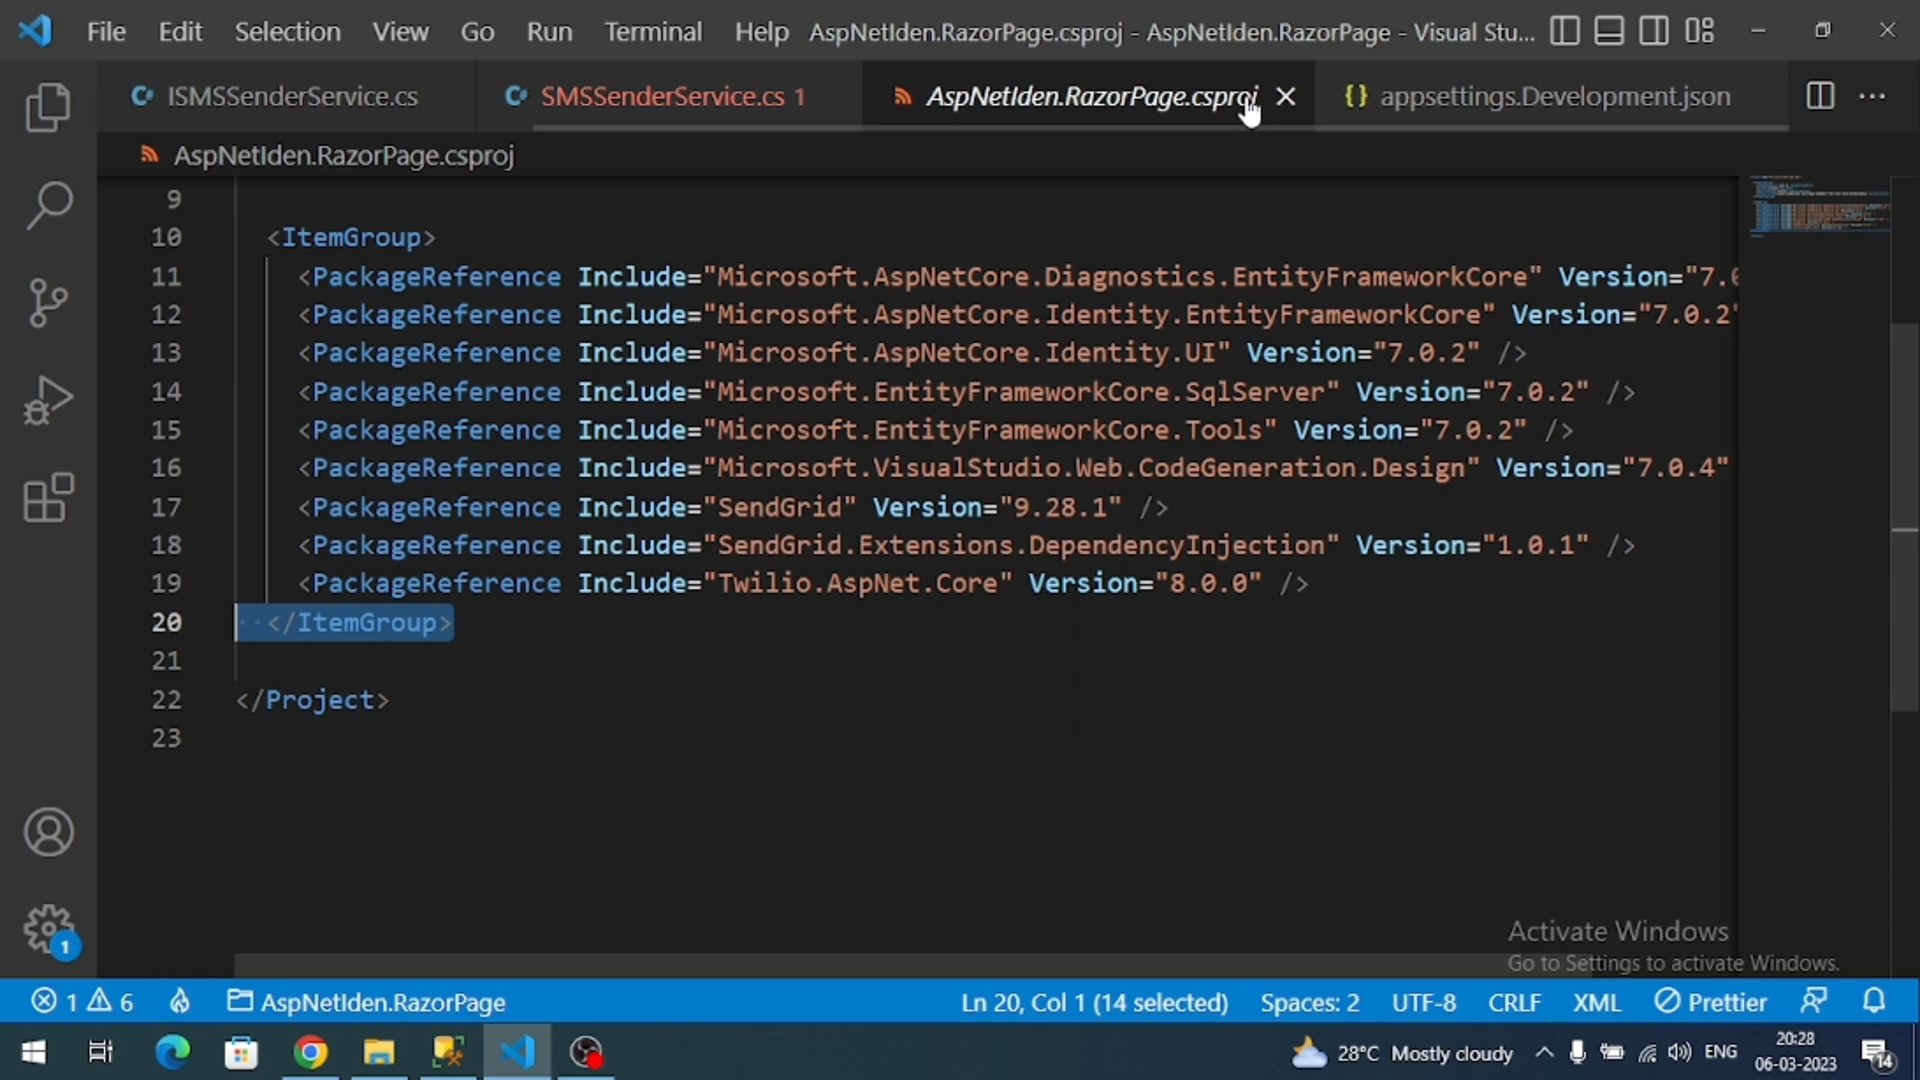 File Edit Selection View Go Run Terminal Help AspNetIden.RazorPage.csproj - AspNetIden.RazorPage - Visual Stu...
ISMSSenderService.cs SMSSenderService.cs 1 AspNetIden.RazorPage.csproj appsettings.Development.json
AspNetIden.RazorPage.csproj
9
10 <ItemGroup>
11 <PackageReference Include="Microsoft.AspNetCore.Diagnostics.EntityFrameworkCore" Version="7.0
12 <PackageReference Include="Microsoft.AspNetCore.Identity.EntityFrameworkCore" Version="7.0.2"
13 <PackageReference Include="Microsoft.AspNetCore.Identity.UI" Version="7.0.2" />
14 <PackageReference Include="Microsoft.EntityFrameworkCore.SqlServer" Version="7.0.2" />
15 <PackageReference Include="Microsoft.EntityFrameworkCore.Tools" Version="7.0.2" />
16 <PackageReference Include="Microsoft.VisualStudio.Web.CodeGeneration.Design" Version="7.0.4"
17 <PackageReference Include="SendGrid" Version="9.28.1" />
18 <PackageReference Include="SendGrid.Extensions.DependencyInjection" Version="1.0.1" />
19 <PackageReference Include="Twilio.AspNet.Core" Version="8.0.0" />
20 </ItemGroup>
21
22 </Project>
23
1
Activate Windows
Go to Settings to activate Windows.
1 6 AspNetIden.RazorPage Ln 20, Col 1 (14 selected) Spaces: 2 UTF-8 CRLF XML Prettier
28°C Mostly cloudy ENG 20:28
06-03-2023 14